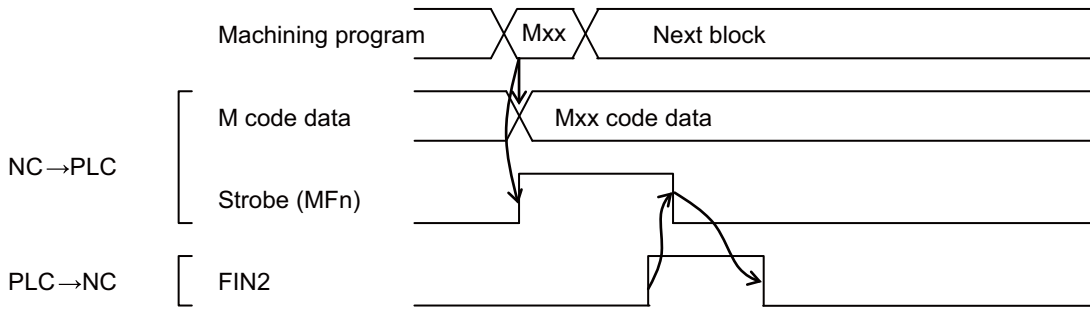 Machining program Mxx Next block
M code data Mxx code data
NC→PLC
Strobe (MFn)
PLC→NC FIN2